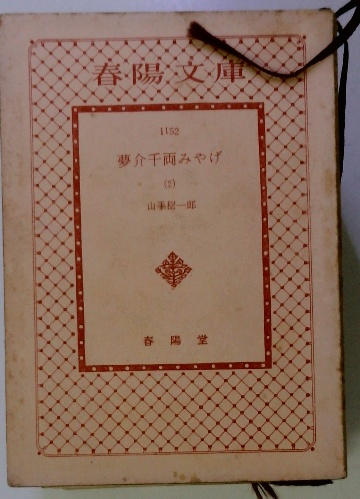 春陽文庫
1152
夢介千両みやげ
(2)
山手樹一郎
春陽堂